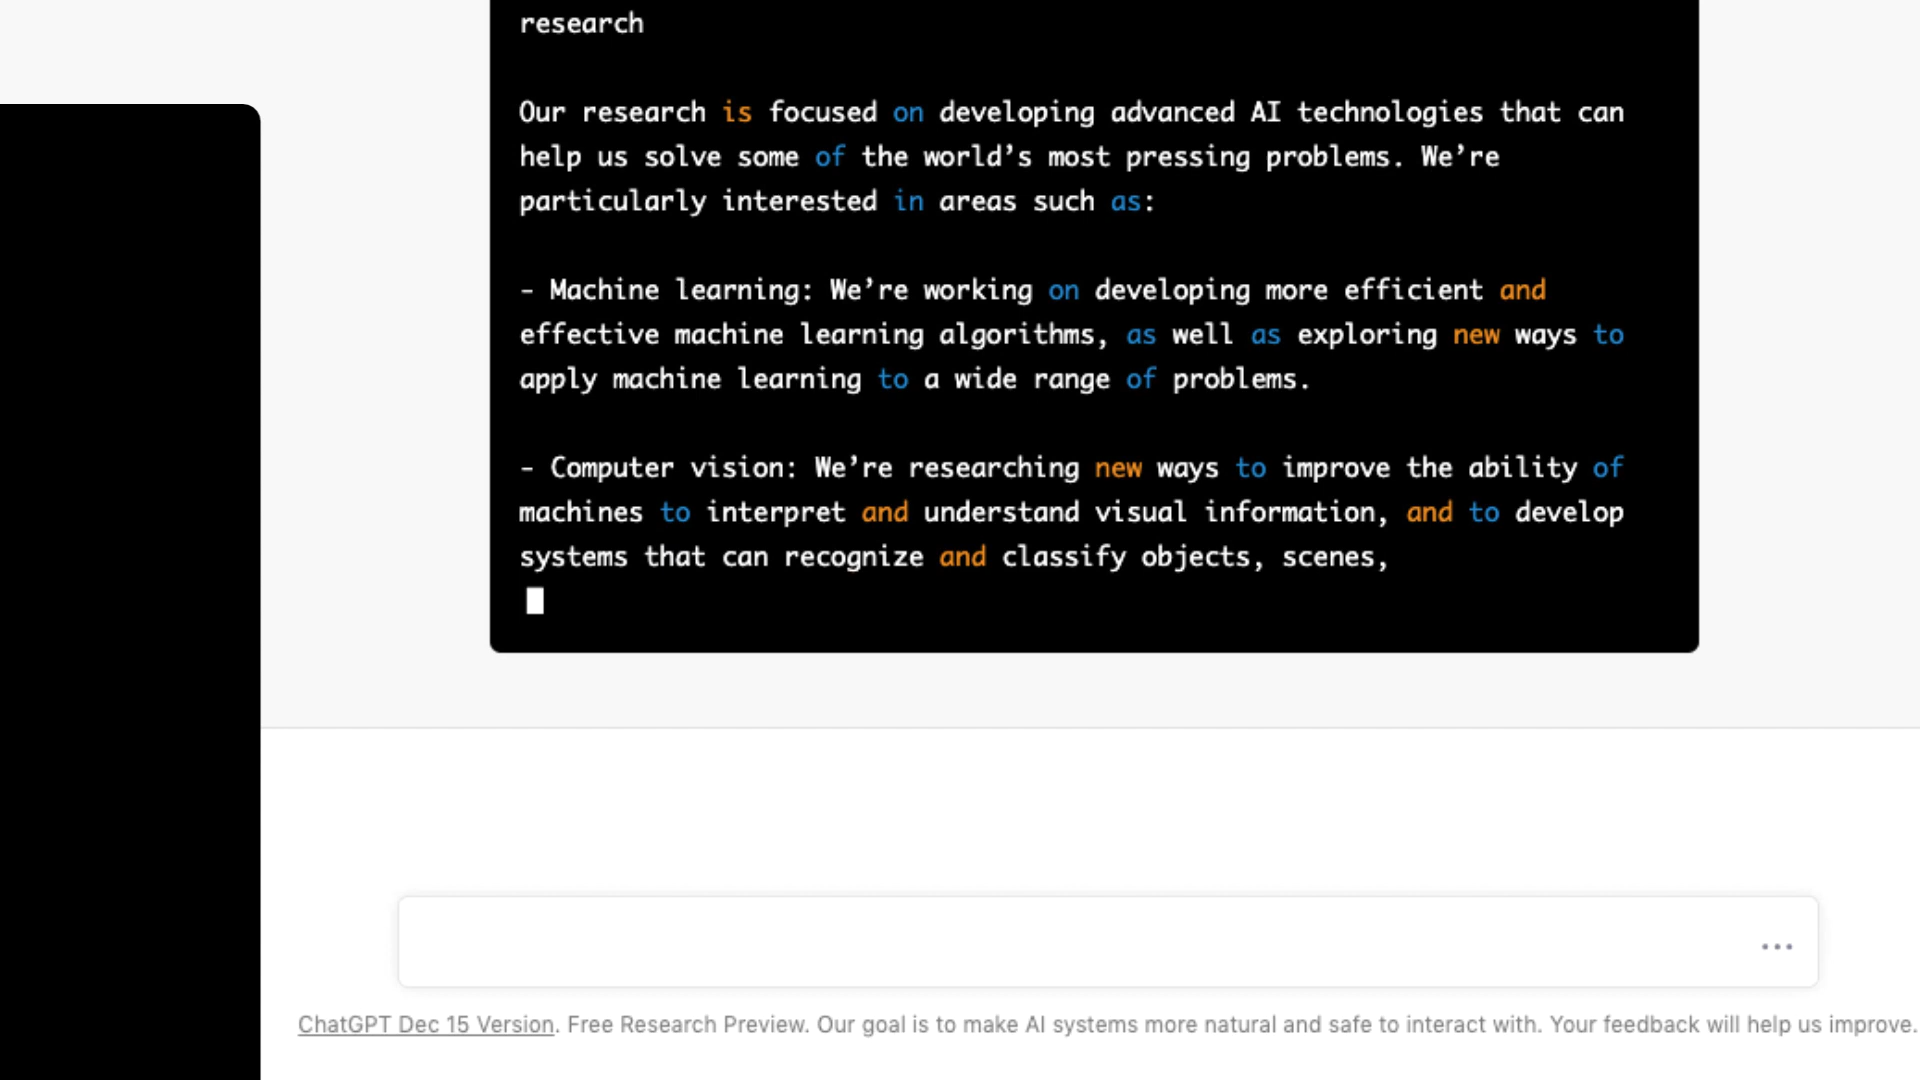 research
Our research is focused on developing advanced AI technologies that can
help us solve some of the world’s most pressing problems. We’re
particularly interested in areas such as:
- Machine learning: We’re working on developing more efficient and
effective machine learning algorithms, as well as exploring new ways to
apply machine learning to a wide range of problems.
- Computer vision: We’re researching new ways to improve the ability of
machines to interpret and understand visual information, and to develop
systems that can recognize and classify objects, scenes,
ChatGPT Dec 15 Version. Free Research Preview. Our goal is to make AI systems more natural and safe to interact with. Your feedback will help us improve.